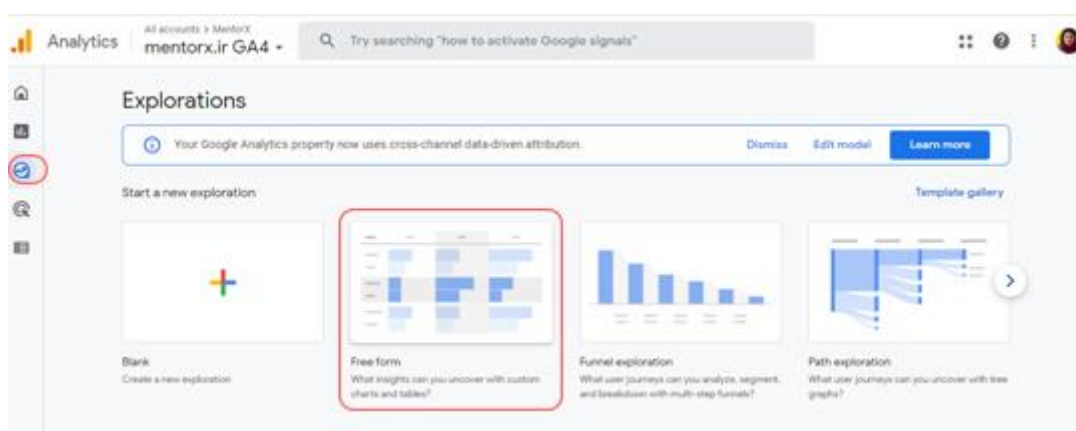 All accounts > MentorX
Analytics
mentorx.ir GA4
Try searching "how to activate Google signals"
Explorations
Your Google Analytics property now uses cross-channel data-driven attribution.
Dismiss
Edit model
Learn more
Start a new exploration
Template gallery
Blank
Create a new exploration
Free form
What insights can you uncover with custom
charts and tables?
Funnel exploration
What user journeys can you analyze, segment,
and breakdown with multi-step funnels?
Path exploration
What user journeys can you uncover with tree
graphs?